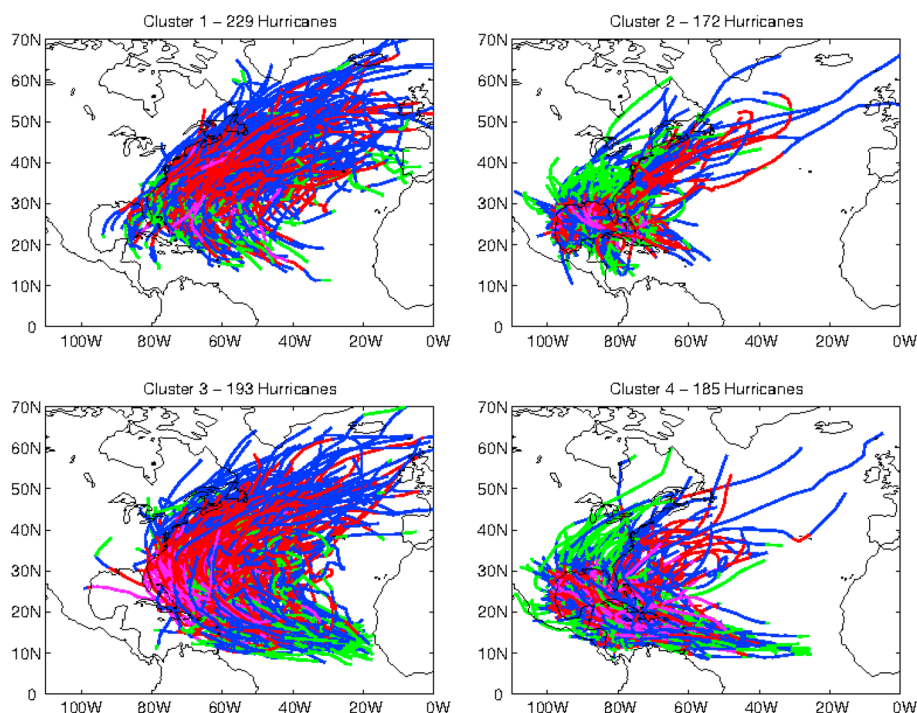 Cluster 1 – 229 Hurricanes
70N
60N
50N
40N
30N
20N
10N
0
100W 80W 60W 40W 20W 0W
Cluster 2 – 172 Hurricanes
70N
60N
50N
40N
30N
20N
10N
0
100W 80W 60W 40W 20W 0W
Cluster 3 – 193 Hurricanes
70N
60N
50N
40N
30N
20N
10N
0
100W 80W 60W 40W 20W 0W
Cluster 4 – 185 Hurricanes
70N
60N
50N
40N
30N
20N
10N
0
100W 80W 60W 40W 20W 0W